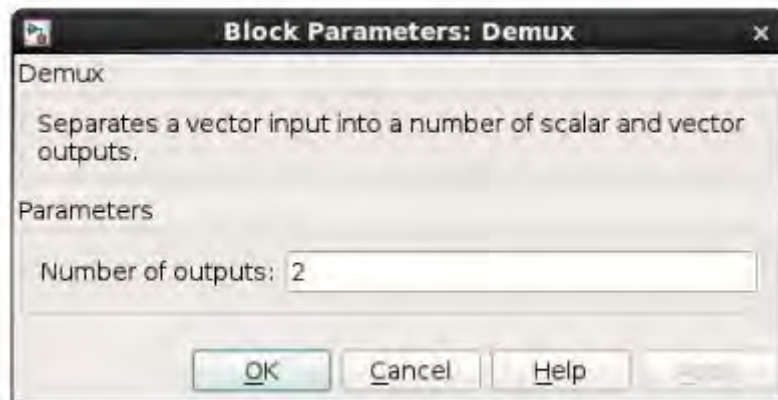 Block Parameters: Demux
Demux
Separates a vector input into a number of scalar and vector
outputs.
Parameters
Number of outputs: 2
OK Cancel Help